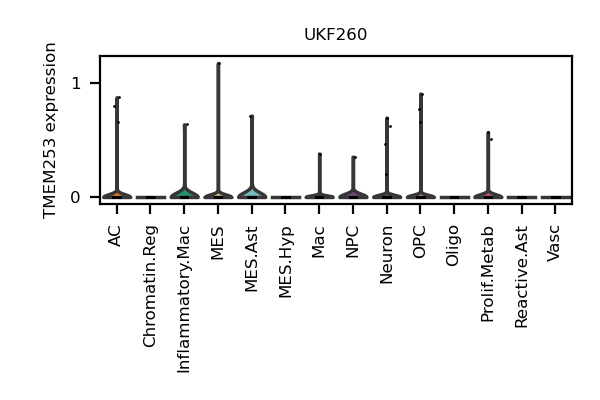 UKF260
TMEM253 expression
1
0
AC
Chromatin.Reg
Inflammatory.Mac
MES
MES.Ast
MES.Hyp
Mac
NPC
Neuron
OPC
Oligo
Prolif.Metab
Reactive.Ast
Vasc